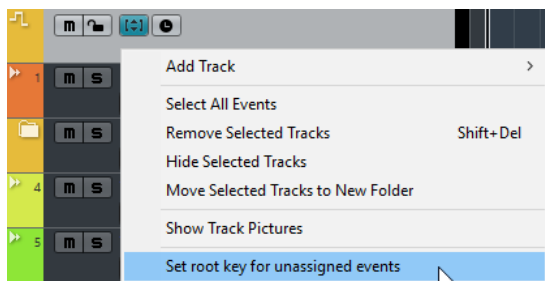 m
Add Track
1 m s
Select All Events
m s
Remove Selected Tracks Shift+Del
Hide Selected Tracks
4 m s
Move Selected Tracks to New Folder
Show Track Pictures
5 m s
Set root key for unassigned events